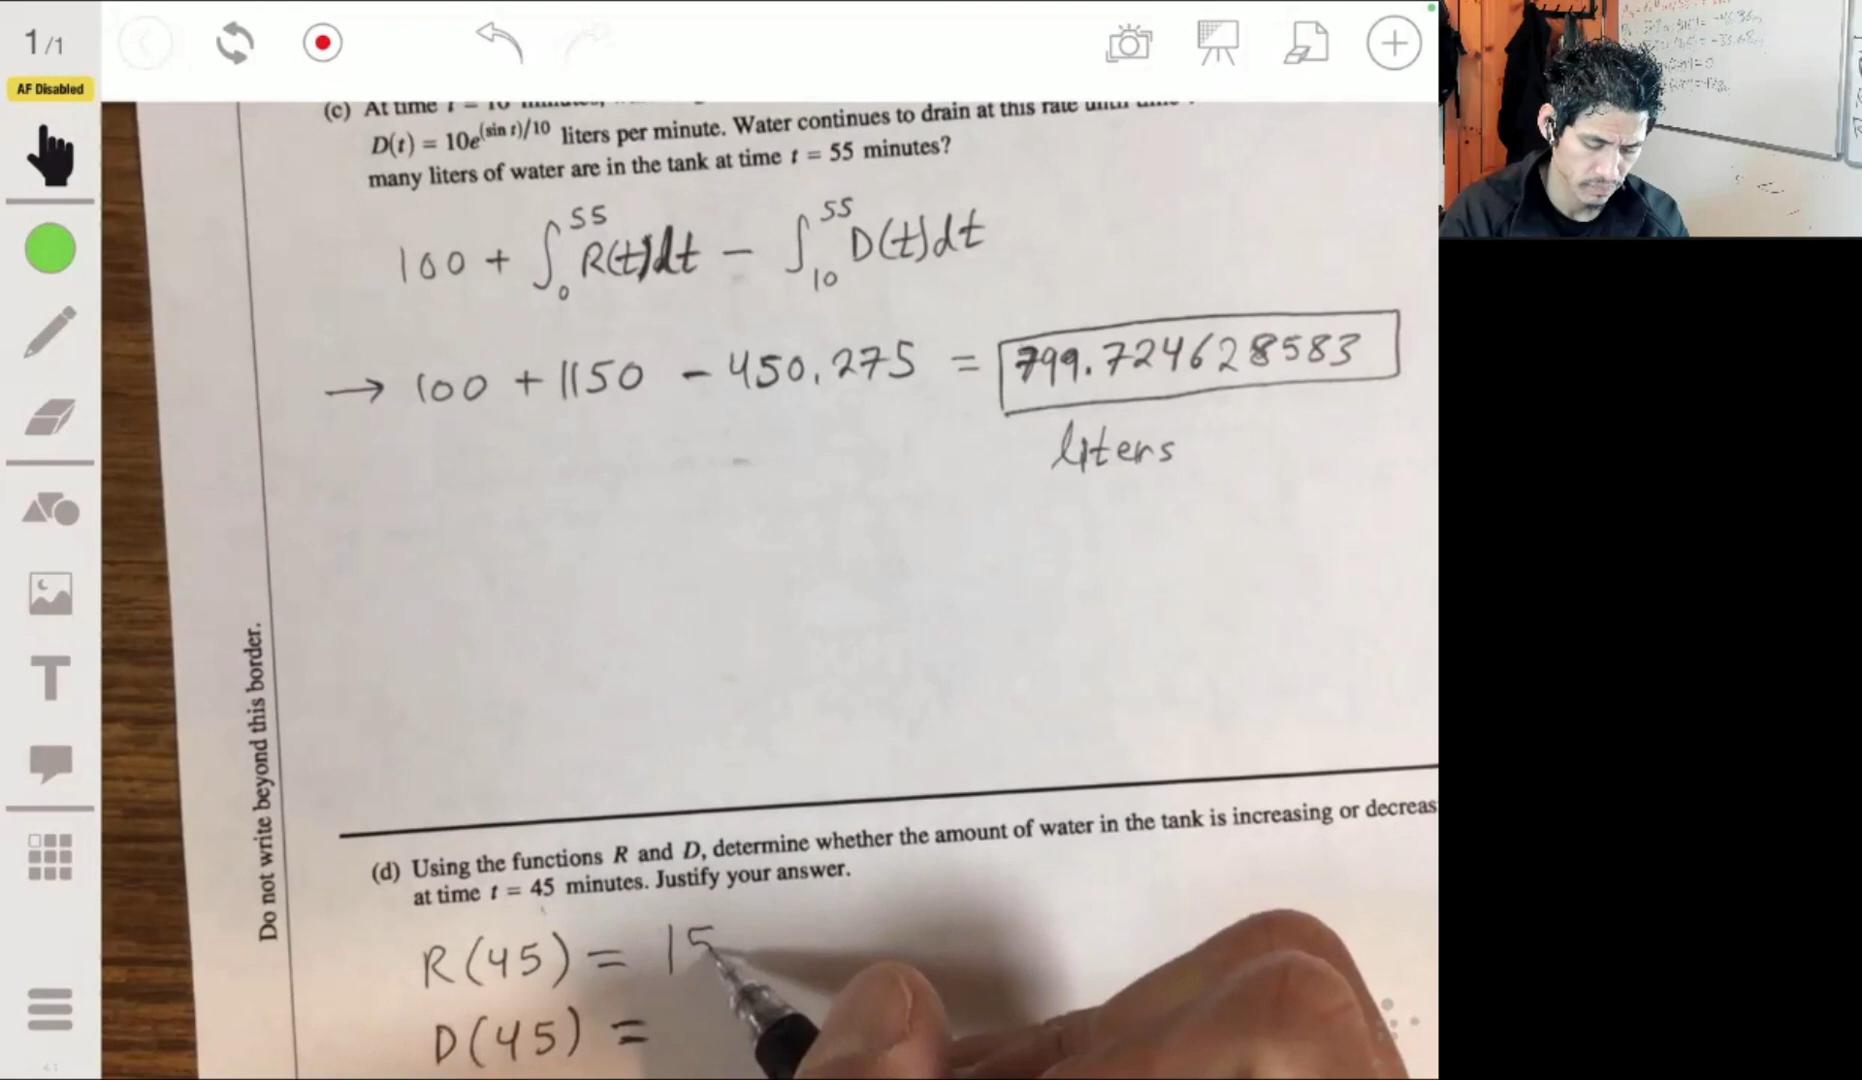 1/1
AF Disabled
(c) At time t = 10
D(t) = 10e^(sin t)/10 liters per minute. Water continues to drain at this rate until
many liters of water are in the tank at time t = 55 minutes?
100 + ∫₀⁵⁵ R(t)dt − ∫₁₀⁵⁵ D(t)dt
→ 100 + 1150 − 450.275 = 799.724628583
liters
Do not write beyond this border.
(d) Using the functions R and D, determine whether the amount of water in the tank is increasing or decreas
at time t = 45 minutes. Justify your answer.
R(45) = 15
D(45) =
T